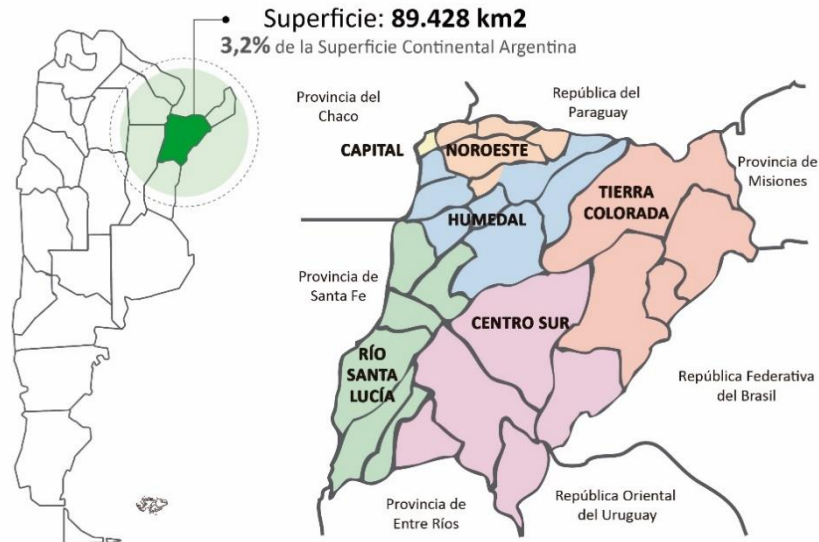 Superficie: 89.428 km2
3,2% de la Superficie Continental Argentina
Provincia del
Chaco
República del
Paraguay
CAPITAL
NOROESTE
Provincia de
Misiones
TIERRA
COLORADA
HUMEDAL
Provincia de
Santa Fe
CENTRO SUR
RÍO
SANTA
LUCÍA
República Federativa
del Brasil
Provincia de
Entre Ríos
República Oriental
del Uruguay